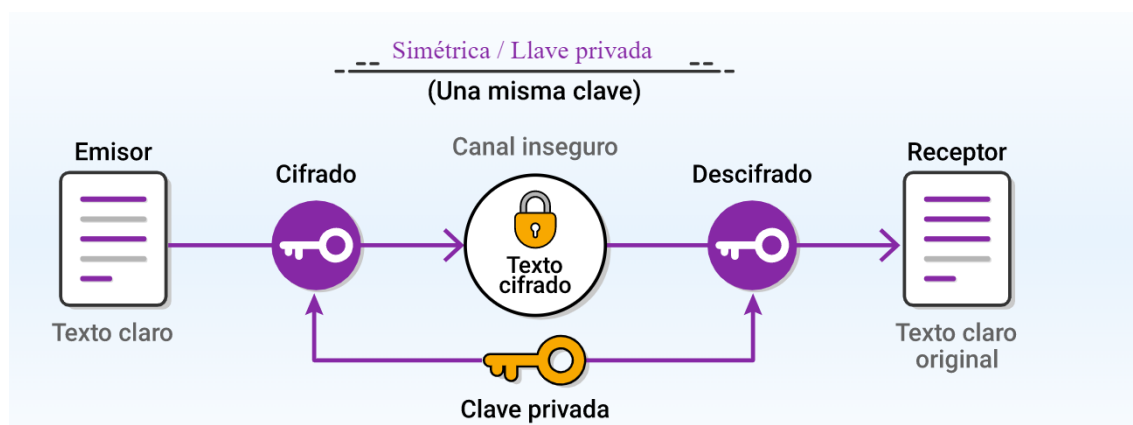 Simétrica / Llave privada
(Una misma clave)
Emisor
Cifrado
Canal inseguro
Descifrado
Receptor
Texto
cifrado
Texto claro
Texto claro
original
Clave privada